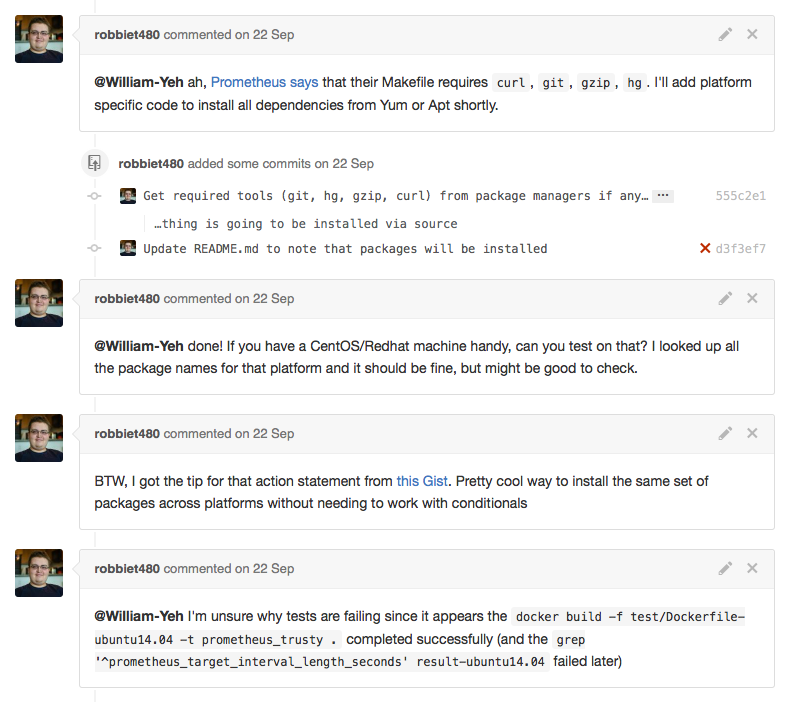 robbiet480 commented on 22 Sep
@William-Yeh ah, Prometheus says that their Makefile requires curl, git, gzip, hg. I'll add platform
specific code to install all dependencies from Yum or Apt shortly.
robbiet480 added some commits on 22 Sep
Get required tools (git, hg, gzip, curl) from package managers if any… ... 555c2e1
…thing is going to be installed via source
Update README.md to note that packages will be installed d3f3ef7
robbiet480 commented on 22 Sep
@William-Yeh done! If you have a CentOS/Redhat machine handy, can you test on that? I looked up all
the package names for that platform and it should be fine, but might be good to check.
robbiet480 commented on 22 Sep
BTW, I got the tip for that action statement from this Gist. Pretty cool way to install the same set of
packages across platforms without needing to work with conditionals
robbiet480 commented on 22 Sep
@William-Yeh I'm unsure why tests are failing since it appears the docker build -f test/Dockerfile-
ubuntu14.04 -t prometheus_trusty . completed successfully (and the grep
'^prometheus_target_interval_length_seconds' result-ubuntu14.04 failed later)